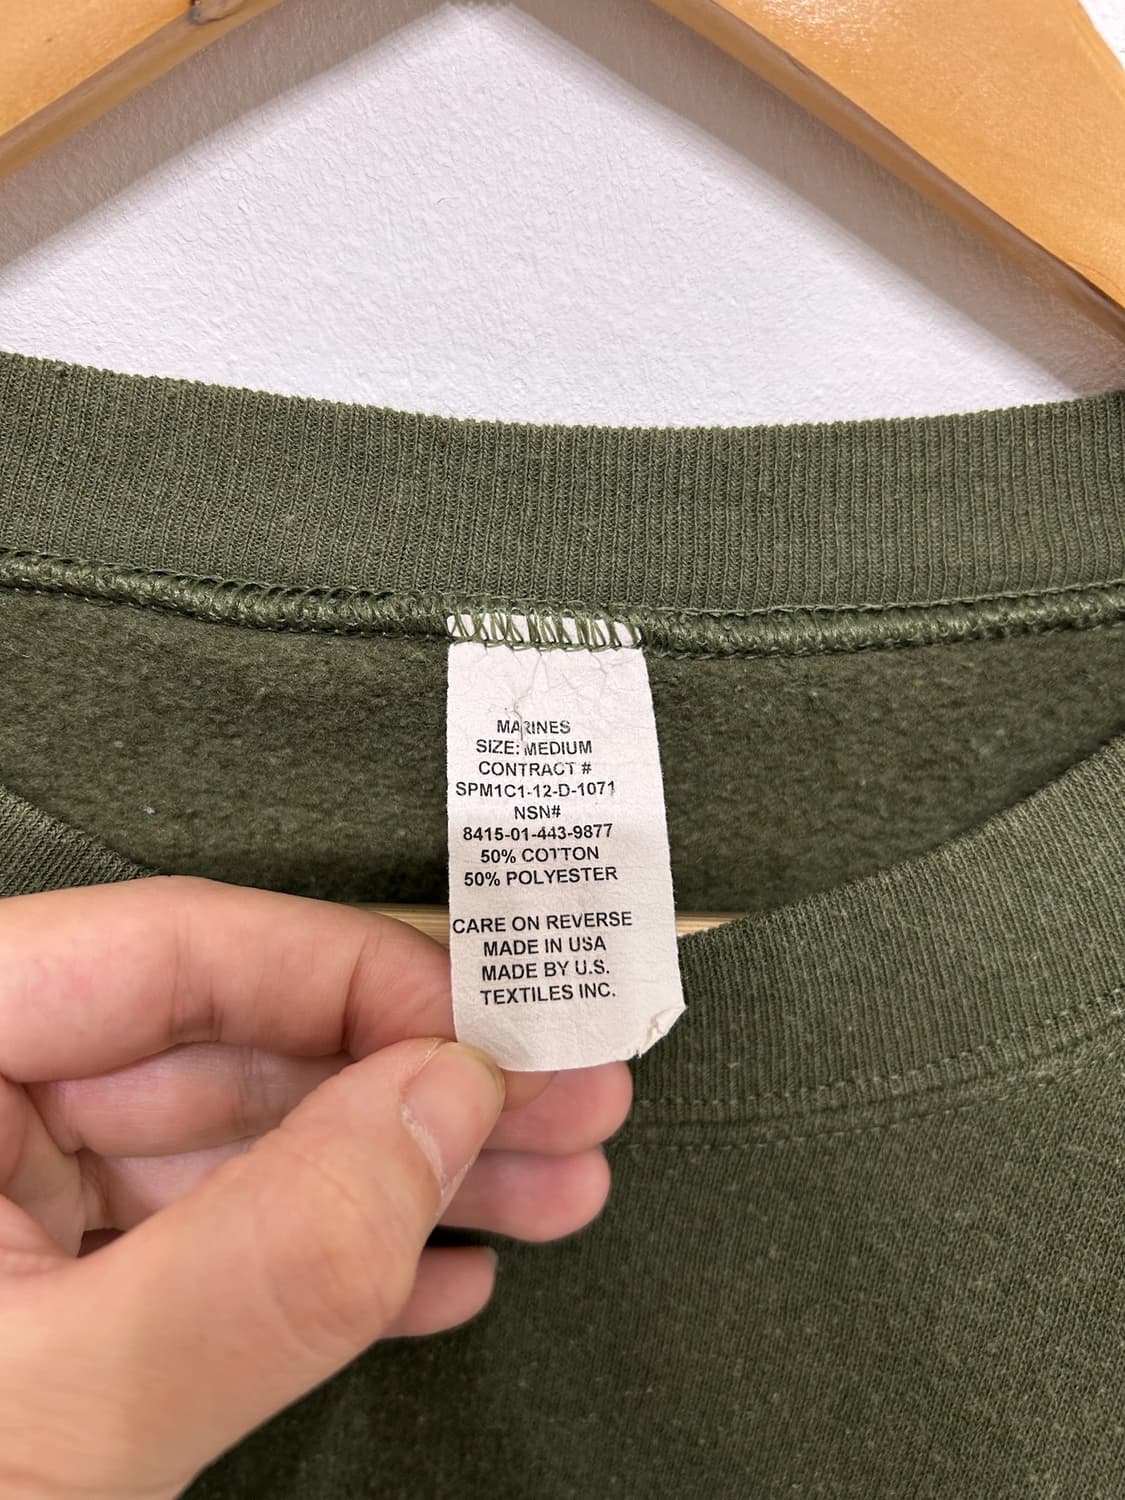 MARINES
SIZE: MEDIUM
CONTRACT #
SPM1C1-12-D-1071
NSN#
8415-01-443-9877
50% COTTON
50% POLYESTER
CARE ON REVERSE
MADE IN USA
MADE BY U.S.
TEXTILES INC.